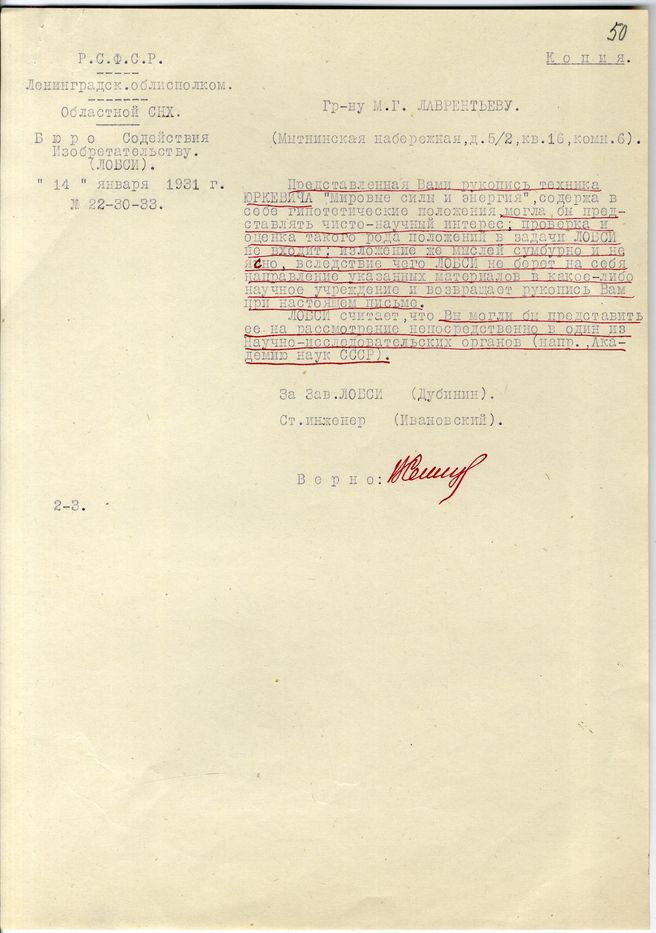 50
Р.С.Ф.С.Р.
Ленинградск.облисполком.
Областной СНХ.
Бюро Содействия
Изобретательству.
(ЛОБСИ).
" 14 " января 1931 г.
№ 22-30-33.
Копия.
Гр-ну М.Г. ЛАВРЕНТЬЕВУ.
(Мытнинская набережная,д.5/2,кв.16,комн.6).
Представленная Вами рукопись техника
ЮРКЕВИЧА "Мировые силы и энергия",содержа в
себе гипотетические положения, могла бы пред-
ставлять чисто-научный интерес; проверка и
оценка такого рода положений в задачи ЛОБСИ
не входит; изложение же мыслей сумбурно и не
ясно, вследствие чего ЛОБСИ не берет на себя
направление указанных материалов в какое-либо
научное учреждение и возвращает рукопись Вам
при настоящем письме.
ЛОБСИ считает,что Вы могли бы представить
ее на рассмотрение непосредственно в один из
научно-исследовательских органов (напр.,Ака-
демию наук СССР).
За Зав.ЛОБСИ (Дубинин).
Ст.инженер (Ивановский).
Верно:
2-3.